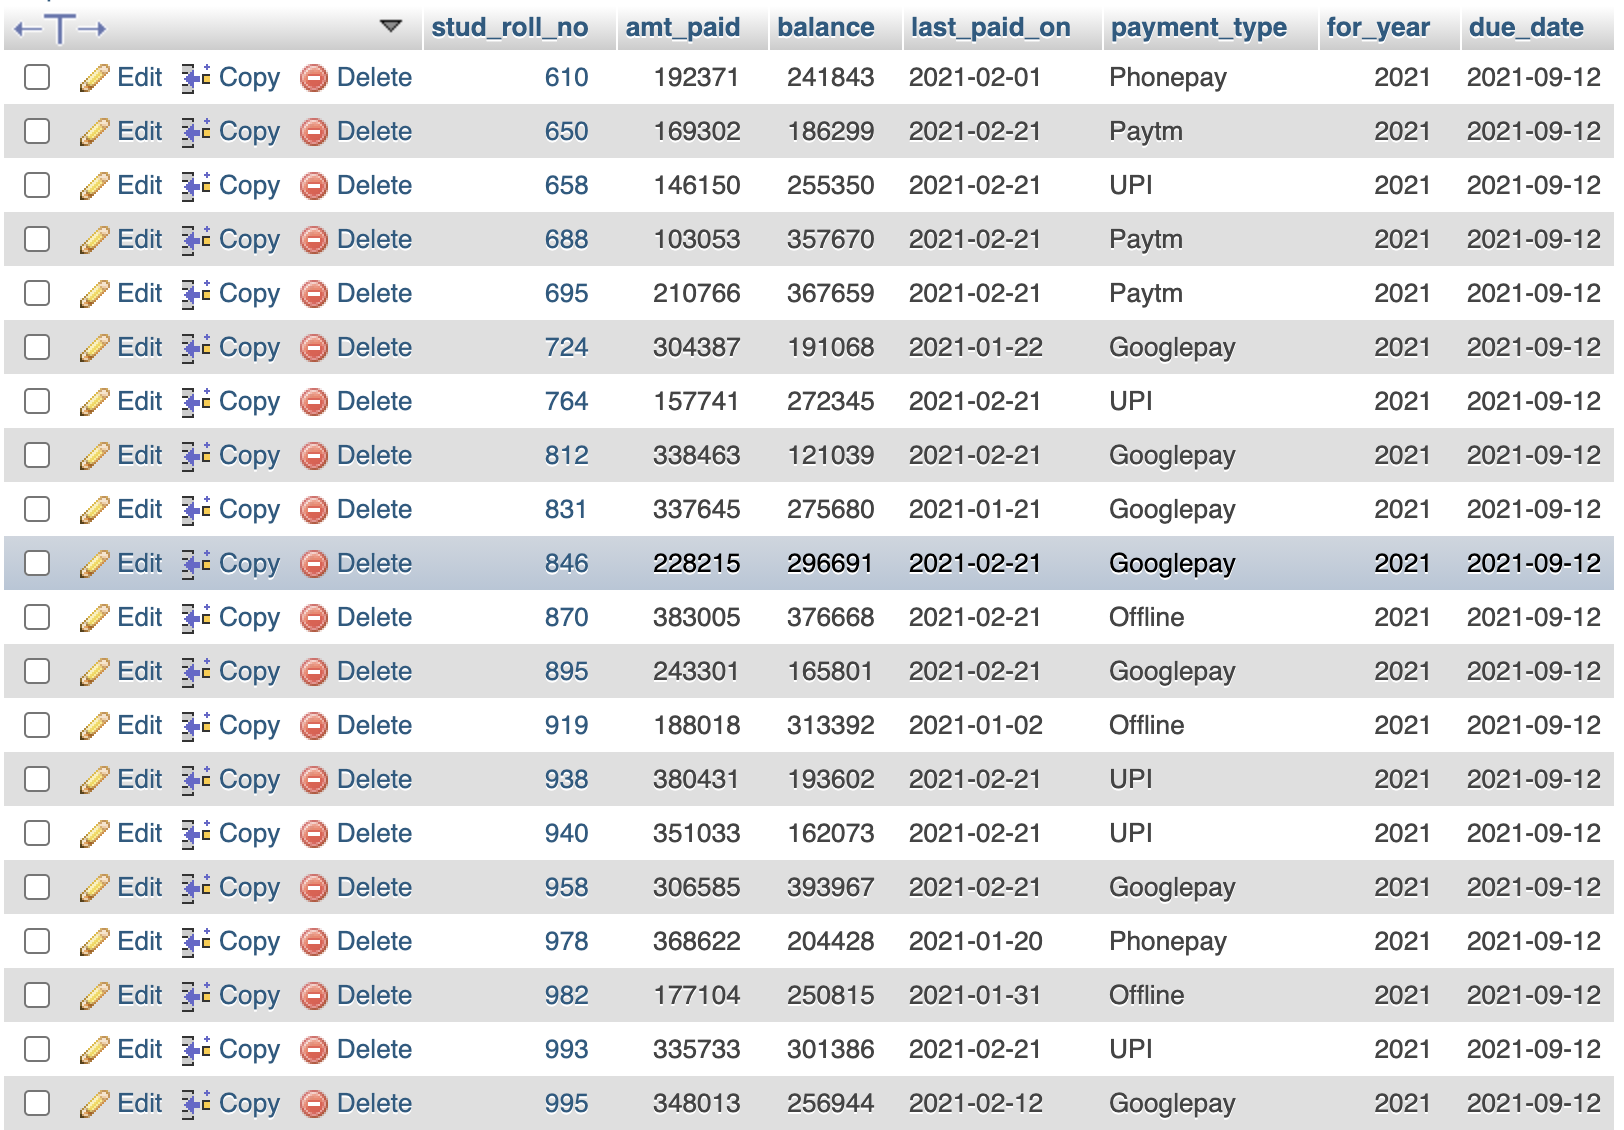 stud_roll_no amt_paid balance last_paid_on payment_type for_year due_date
Edit Copy Delete 610 192371 241843 2021-02-01 Phonepay 2021 2021-09-12
Edit Copy Delete 650 169302 186299 2021-02-21 Paytm 2021 2021-09-12
Edit Copy Delete 658 146150 255350 2021-02-21 UPI 2021 2021-09-12
Edit Copy Delete 688 103053 357670 2021-02-21 Paytm 2021 2021-09-12
Edit Copy Delete 695 210766 367659 2021-02-21 Paytm 2021 2021-09-12
Edit Copy Delete 724 304387 191068 2021-01-22 Googlepay 2021 2021-09-12
Edit Copy Delete 764 157741 272345 2021-02-21 UPI 2021 2021-09-12
Edit Copy Delete 812 338463 121039 2021-02-21 Googlepay 2021 2021-09-12
Edit Copy Delete 831 337645 275680 2021-01-21 Googlepay 2021 2021-09-12
Edit Copy Delete 846 228215 296691 2021-02-21 Googlepay 2021 2021-09-12
Edit Copy Delete 870 383005 376668 2021-02-21 Offline 2021 2021-09-12
Edit Copy Delete 895 243301 165801 2021-02-21 Googlepay 2021 2021-09-12
Edit Copy Delete 919 188018 313392 2021-01-02 Offline 2021 2021-09-12
Edit Copy Delete 938 380431 193602 2021-02-21 UPI 2021 2021-09-12
Edit Copy Delete 940 351033 162073 2021-02-21 UPI 2021 2021-09-12
Edit Copy Delete 958 306585 393967 2021-02-21 Googlepay 2021 2021-09-12
Edit Copy Delete 978 368622 204428 2021-01-20 Phonepay 2021 2021-09-12
Edit Copy Delete 982 177104 250815 2021-01-31 Offline 2021 2021-09-12
Edit Copy Delete 993 335733 301386 2021-02-21 UPI 2021 2021-09-12
Edit Copy Delete 995 348013 256944 2021-02-12 Googlepay 2021 2021-09-12